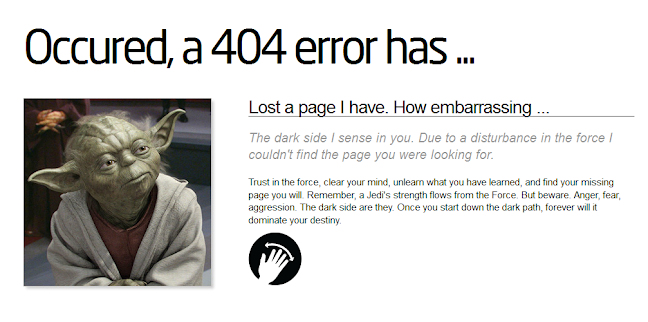 Occured, a 404 error has ...
Lost a page I have. How embarrassing ...
The dark side I sense in you. Due to a disturbance in the force I
couldn't find the page you were looking for.
Trust in the force, clear your mind, unlearn what you have learned, and find your missing
page you will. Remember, a Jedi's strength flows from the Force. But beware. Anger, fear,
aggression. The dark side are they. Once you start down the dark path, forever will it
dominate your destiny.